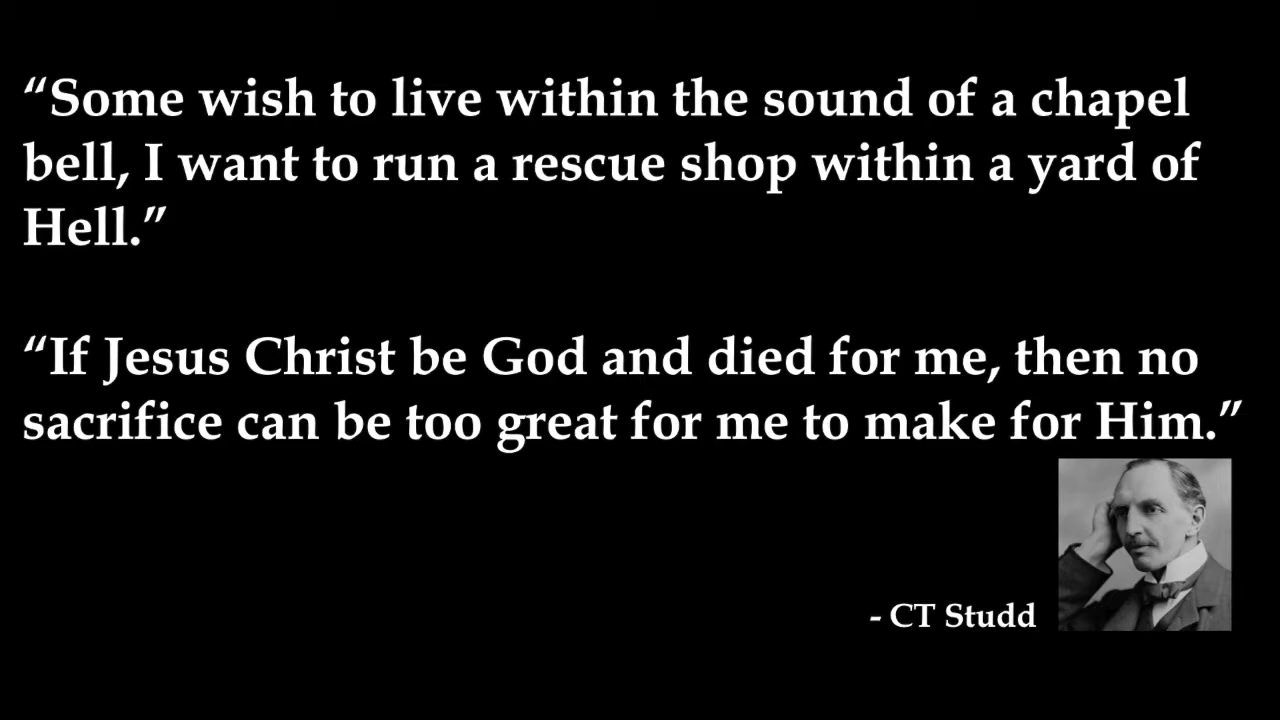 “Some wish to live within the sound of a chapel
bell, I want to run a rescue shop within a yard of
Hell.”
“If Jesus Christ be God and died for me, then no
sacrifice can be too great for me to make for Him.”
- CT Studd